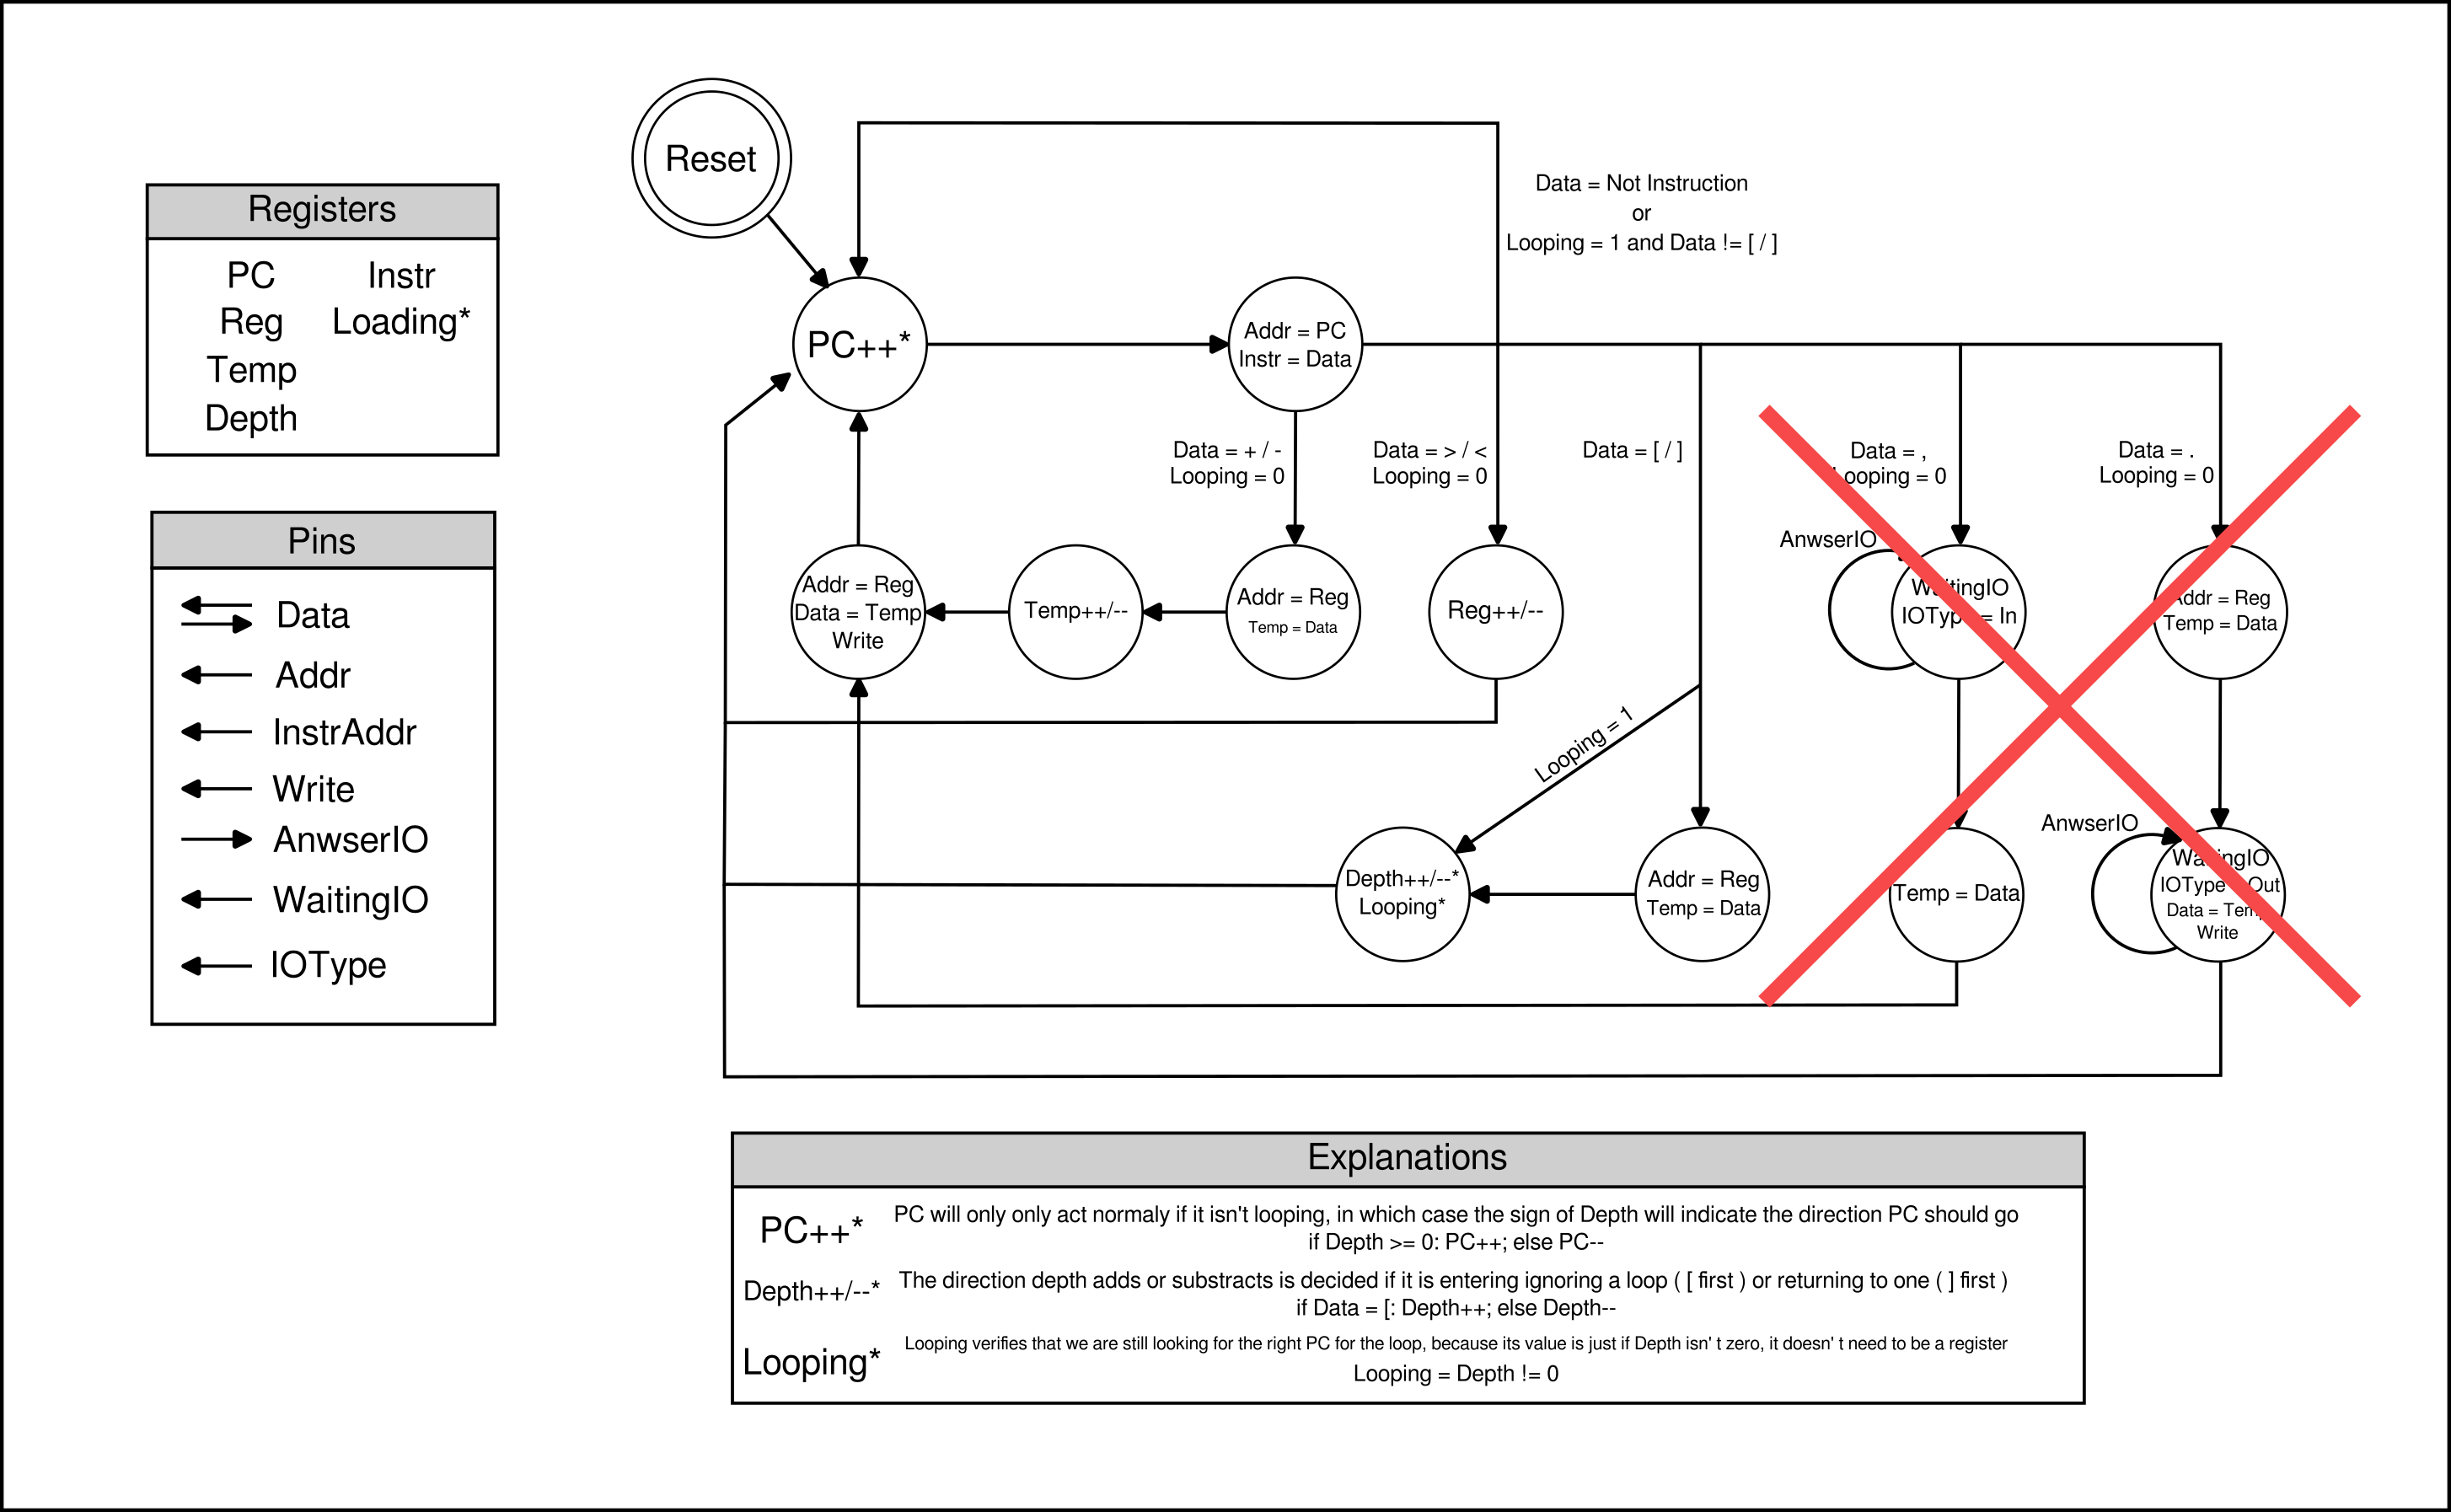 Registers
PC
Instr
Reg
Loading*
Temp
Depth
Pins
Data
Addr
InstrAddr
Write
AnwserIO
WaitingIO
IOType
Reset
PC++*
Addr = PC
Instr = Data
Data = Not Instruction
or
Looping = 1 and Data != [ / ]
Data = + / -
Looping = 0
Data = > / <
Looping = 0
Data = [ / ]
Data = ,
Looping = 0
Data = .
Looping = 0
Addr = Reg
Data = Temp
Write
Temp++/--
Addr = Reg
Temp = Data
Reg++/--
AnwserIO
WaitingIO
IOType = In
Addr = Reg
Temp = Data
Looping = 1
Depth++/--*
Looping*
Addr = Reg
Temp = Data
Temp = Data
AnwserIO
WaitingIO
IOType = Out
Data = Temp
Write
Explanations
PC++*
PC will only only act normaly if it isn't looping, in which case the sign of Depth will indicate the direction PC should go
if Depth >= 0: PC++; else PC--
Depth++/--*
The direction depth adds or substracts is decided if it is entering ignoring a loop ( [ first ) or returning to one ( ] first )
if Data = [: Depth++; else Depth--
Looping*
Looping verifies that we are still looking for the right PC for the loop, because its value is just if Depth isn' t zero, it doesn' t need to be a register
Looping = Depth != 0